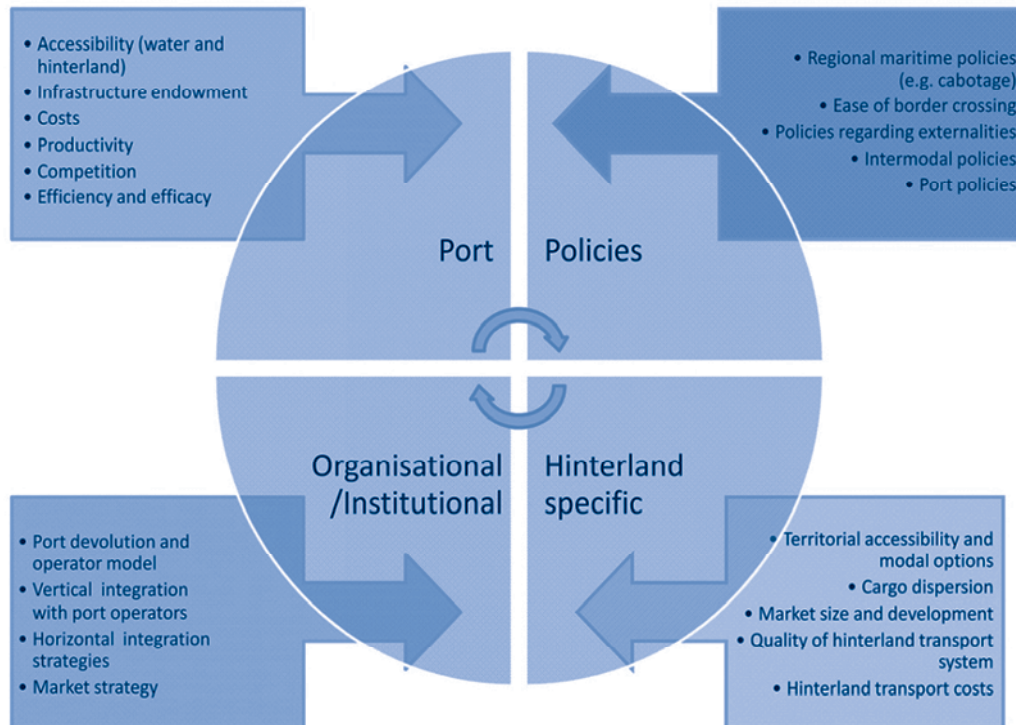 • Accessibility (water and
hinterland)
• Infrastructure endowment
• Costs
• Productivity
• Competition
• Efficiency and efficacy
• Regional maritime policies
(e.g. cabotage)
• Ease of border crossing
• Policies regarding externalities
• Intermodal policies
• Port policies
Port
Policies
Organisational
/Institutional
Hinterland
specific
• Port devolution and
operator model
• Vertical integration
with port operators
• Horizontal integration
strategies
• Market strategy
• Territorial accessibility and
modal options
• Cargo dispersion
• Market size and development
• Quality of hinterland transport
system
• Hinterland transport costs